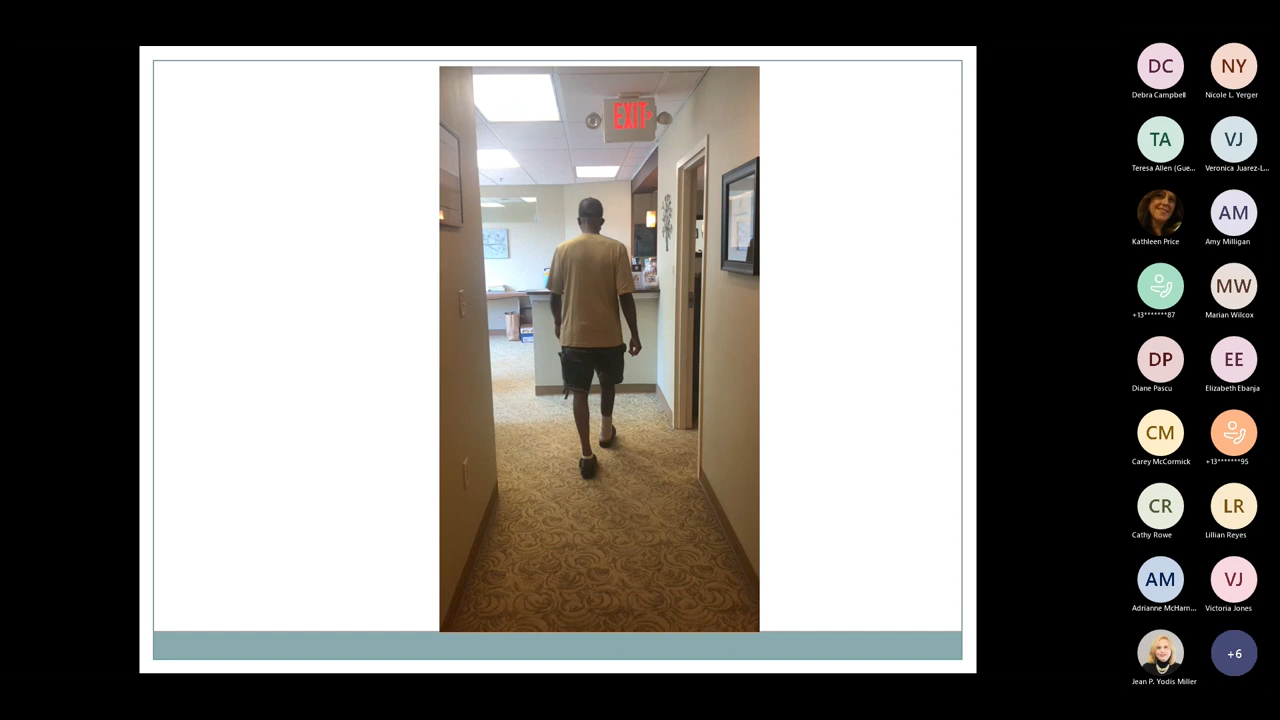 EXIT
DC
NY
Debra Campbell
Nicole L. Yerger
TA
VJ
Teresa Allen (Gue...
Veronica Juarez-L...
AM
Kathleen Price
Amy Milligan
MW
+13*******87
Marian Wilcox
DP
EE
Diane Pascu
Elizabeth Ebanja
CM
Carey McCormick
+13*******95
CR
LR
Cathy Rowe
Lillian Reyes
AM
VJ
Adrianne McHarn...
Victoria Jones
+6
Jean P. Yodis Miller